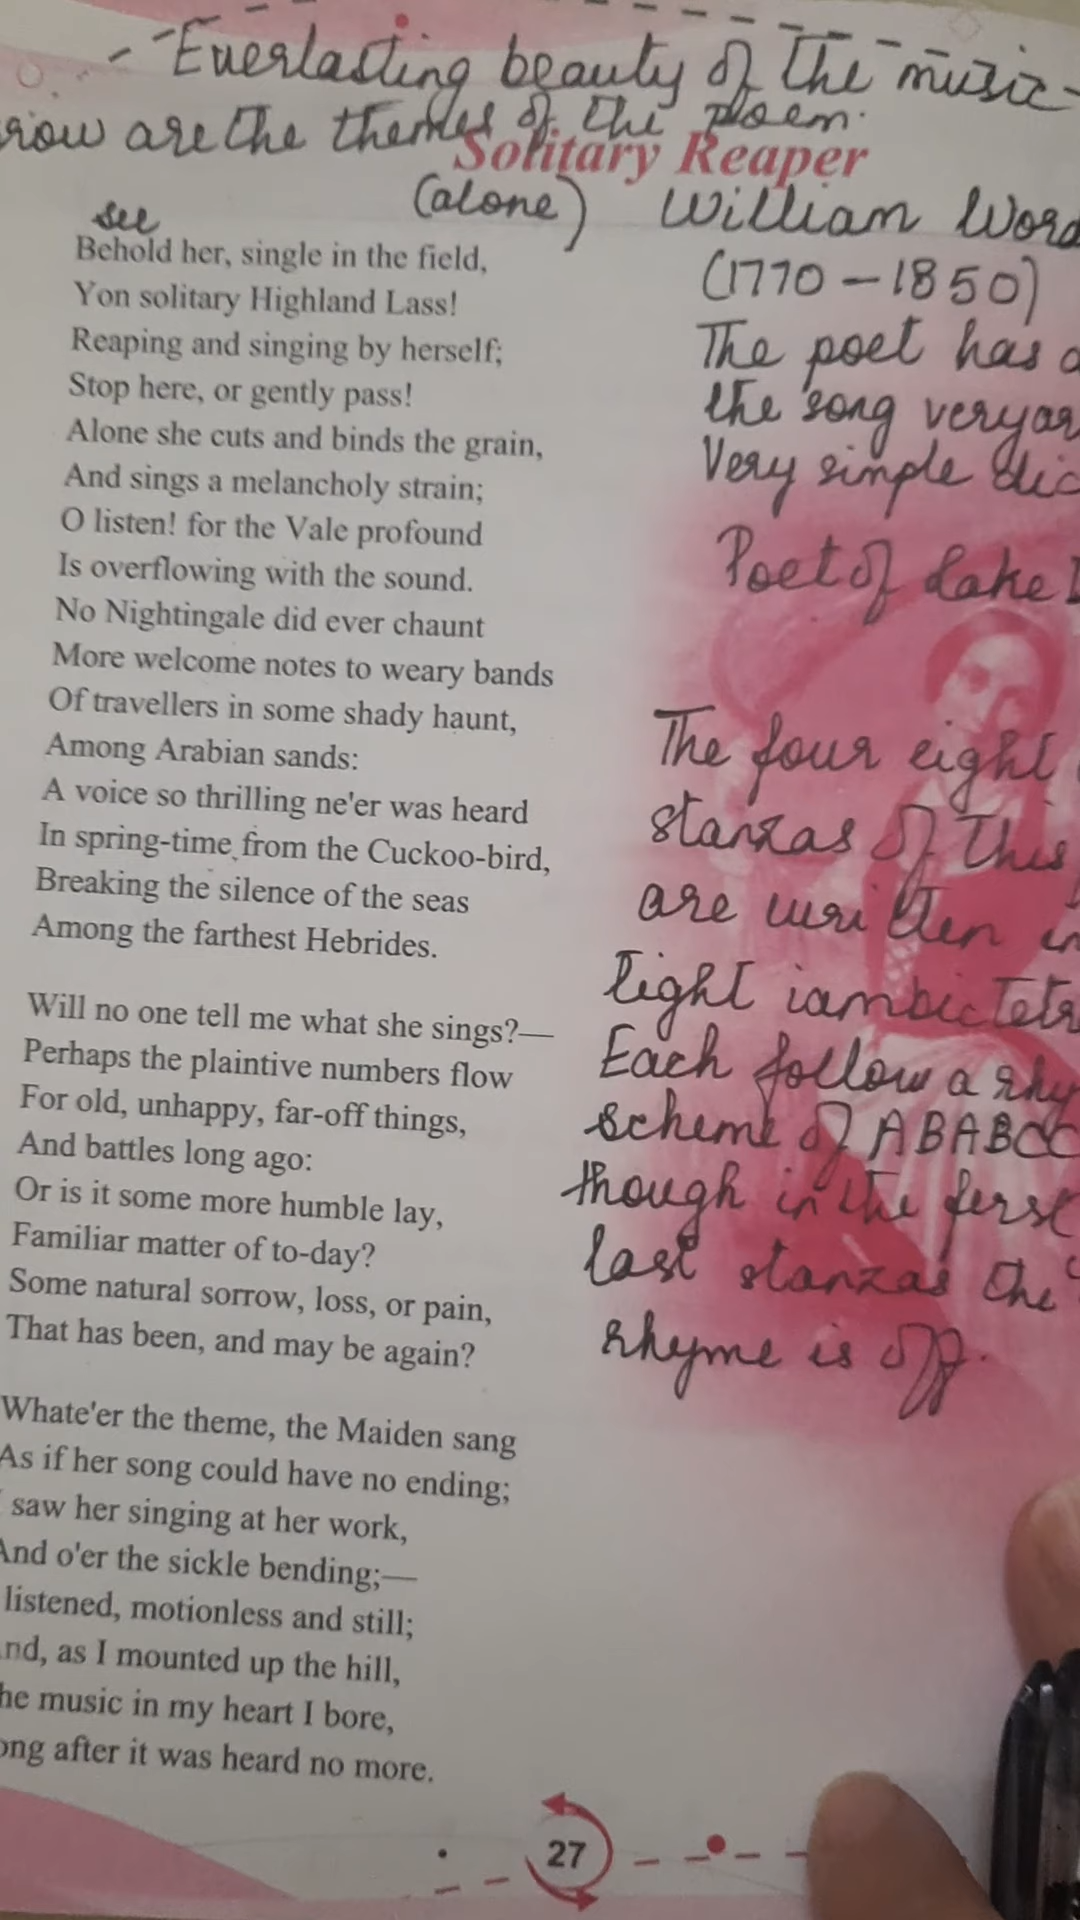 - Everlasting beauty of the music-
row are the themes of the poem.
Solitary Reaper
(alone) William Word
see
Behold her, single in the field,
Yon solitary Highland Lass!
Reaping and singing by herself;
Stop here, or gently pass!
Alone she cuts and binds the grain,
And sings a melancholy strain;
O listen! for the Vale profound
Is overflowing with the sound.
No Nightingale did ever chaunt
More welcome notes to weary bands
Of travellers in some shady haunt,
Among Arabian sands:
A voice so thrilling ne'er was heard
In spring-time from the Cuckoo-bird,
Breaking the silence of the seas
Among the farthest Hebrides.
Will no one tell me what she sings?—
Perhaps the plaintive numbers flow
For old, unhappy, far-off things,
And battles long ago:
Or is it some more humble lay,
Familiar matter of to-day?
Some natural sorrow, loss, or pain,
That has been, and may be again?
Whate'er the theme, the Maiden sang
As if her song could have no ending;
saw her singing at her work,
And o'er the sickle bending;—
listened, motionless and still;
nd, as I mounted up the hill,
he music in my heart I bore,
ong after it was heard no more.
(1770-1850)
The poet has
the song very
Very simple dic
Poet of Lake
The four eight
stanzas of this
are written in
tight iambic tetr
Each follow a rhy
scheme of ABABCC
though in the first
last stanzas the
rhyme is off.
27